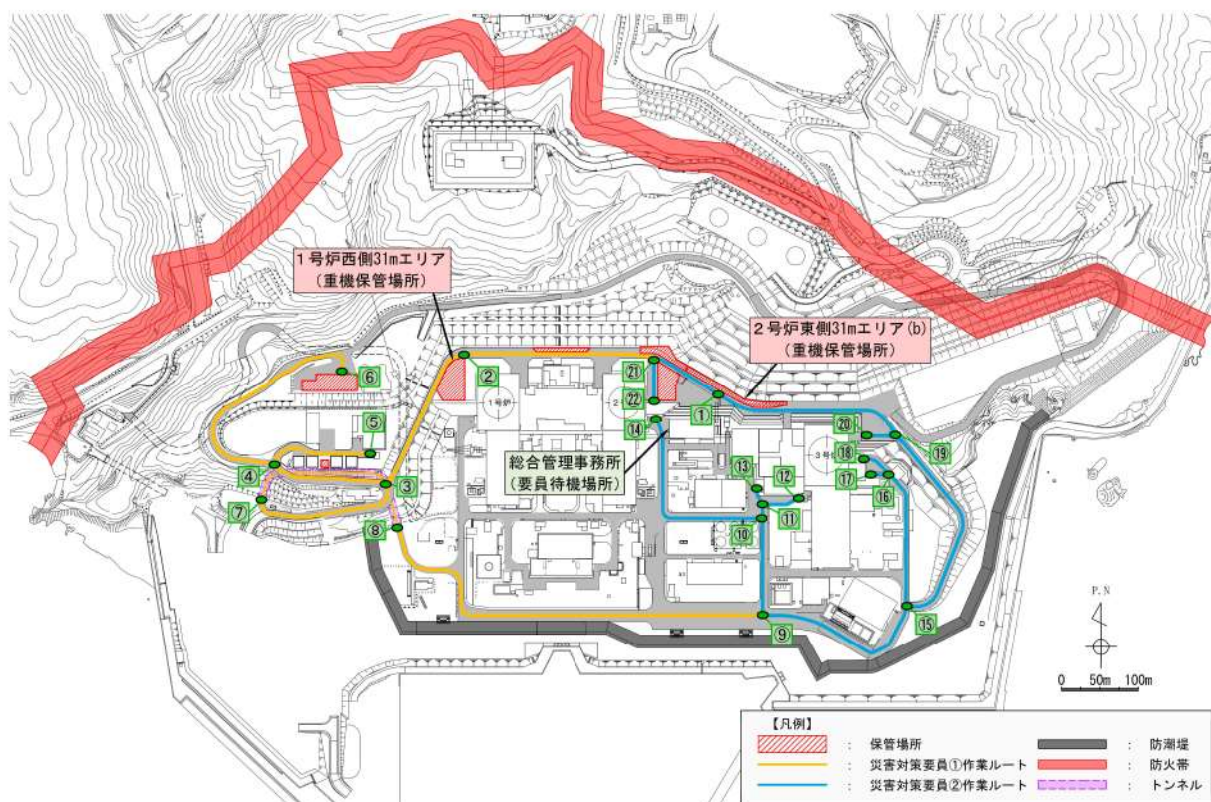 1号炉西側31mエリア
(重機保管場所)
2号炉東側31mエリア(b)
(重機保管場所)
②
㉑
⑥
㉒
①
1号炉
2号
⑭
⑤
⑳
総合管理事務所
(要員待機場所)
3号
⑱
⑲
⑬
⑫
④
⑰
⑯
③
⑦
⑧
⑩
⑪
⑮
⑨
P.N
0 50m 100m
【凡例】
: 保管場所
: 防潮堤
: 災害対策要員①作業ルート
: 防火帯
: 災害対策要員②作業ルート
: トンネル